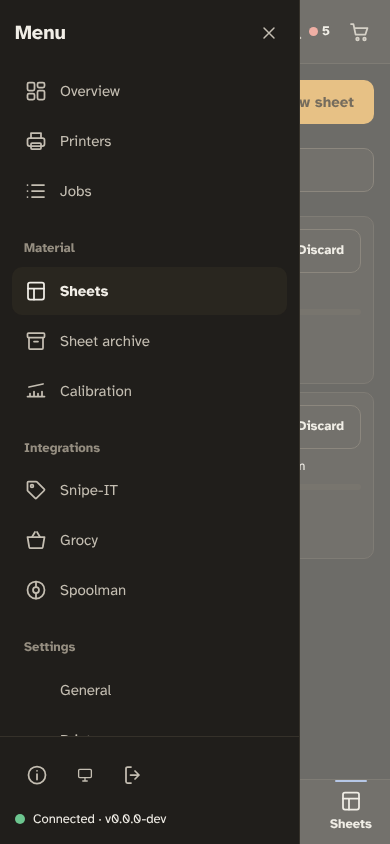 Menu
5
Overview
w sheet
Printers
Jobs
Material
Discard
Sheets
Sheet archive
Calibration
Discard
Integrations
n
Snipe-IT
Grocy
Spoolman
Settings
General
Connected · v0.0.0-dev
Sheets